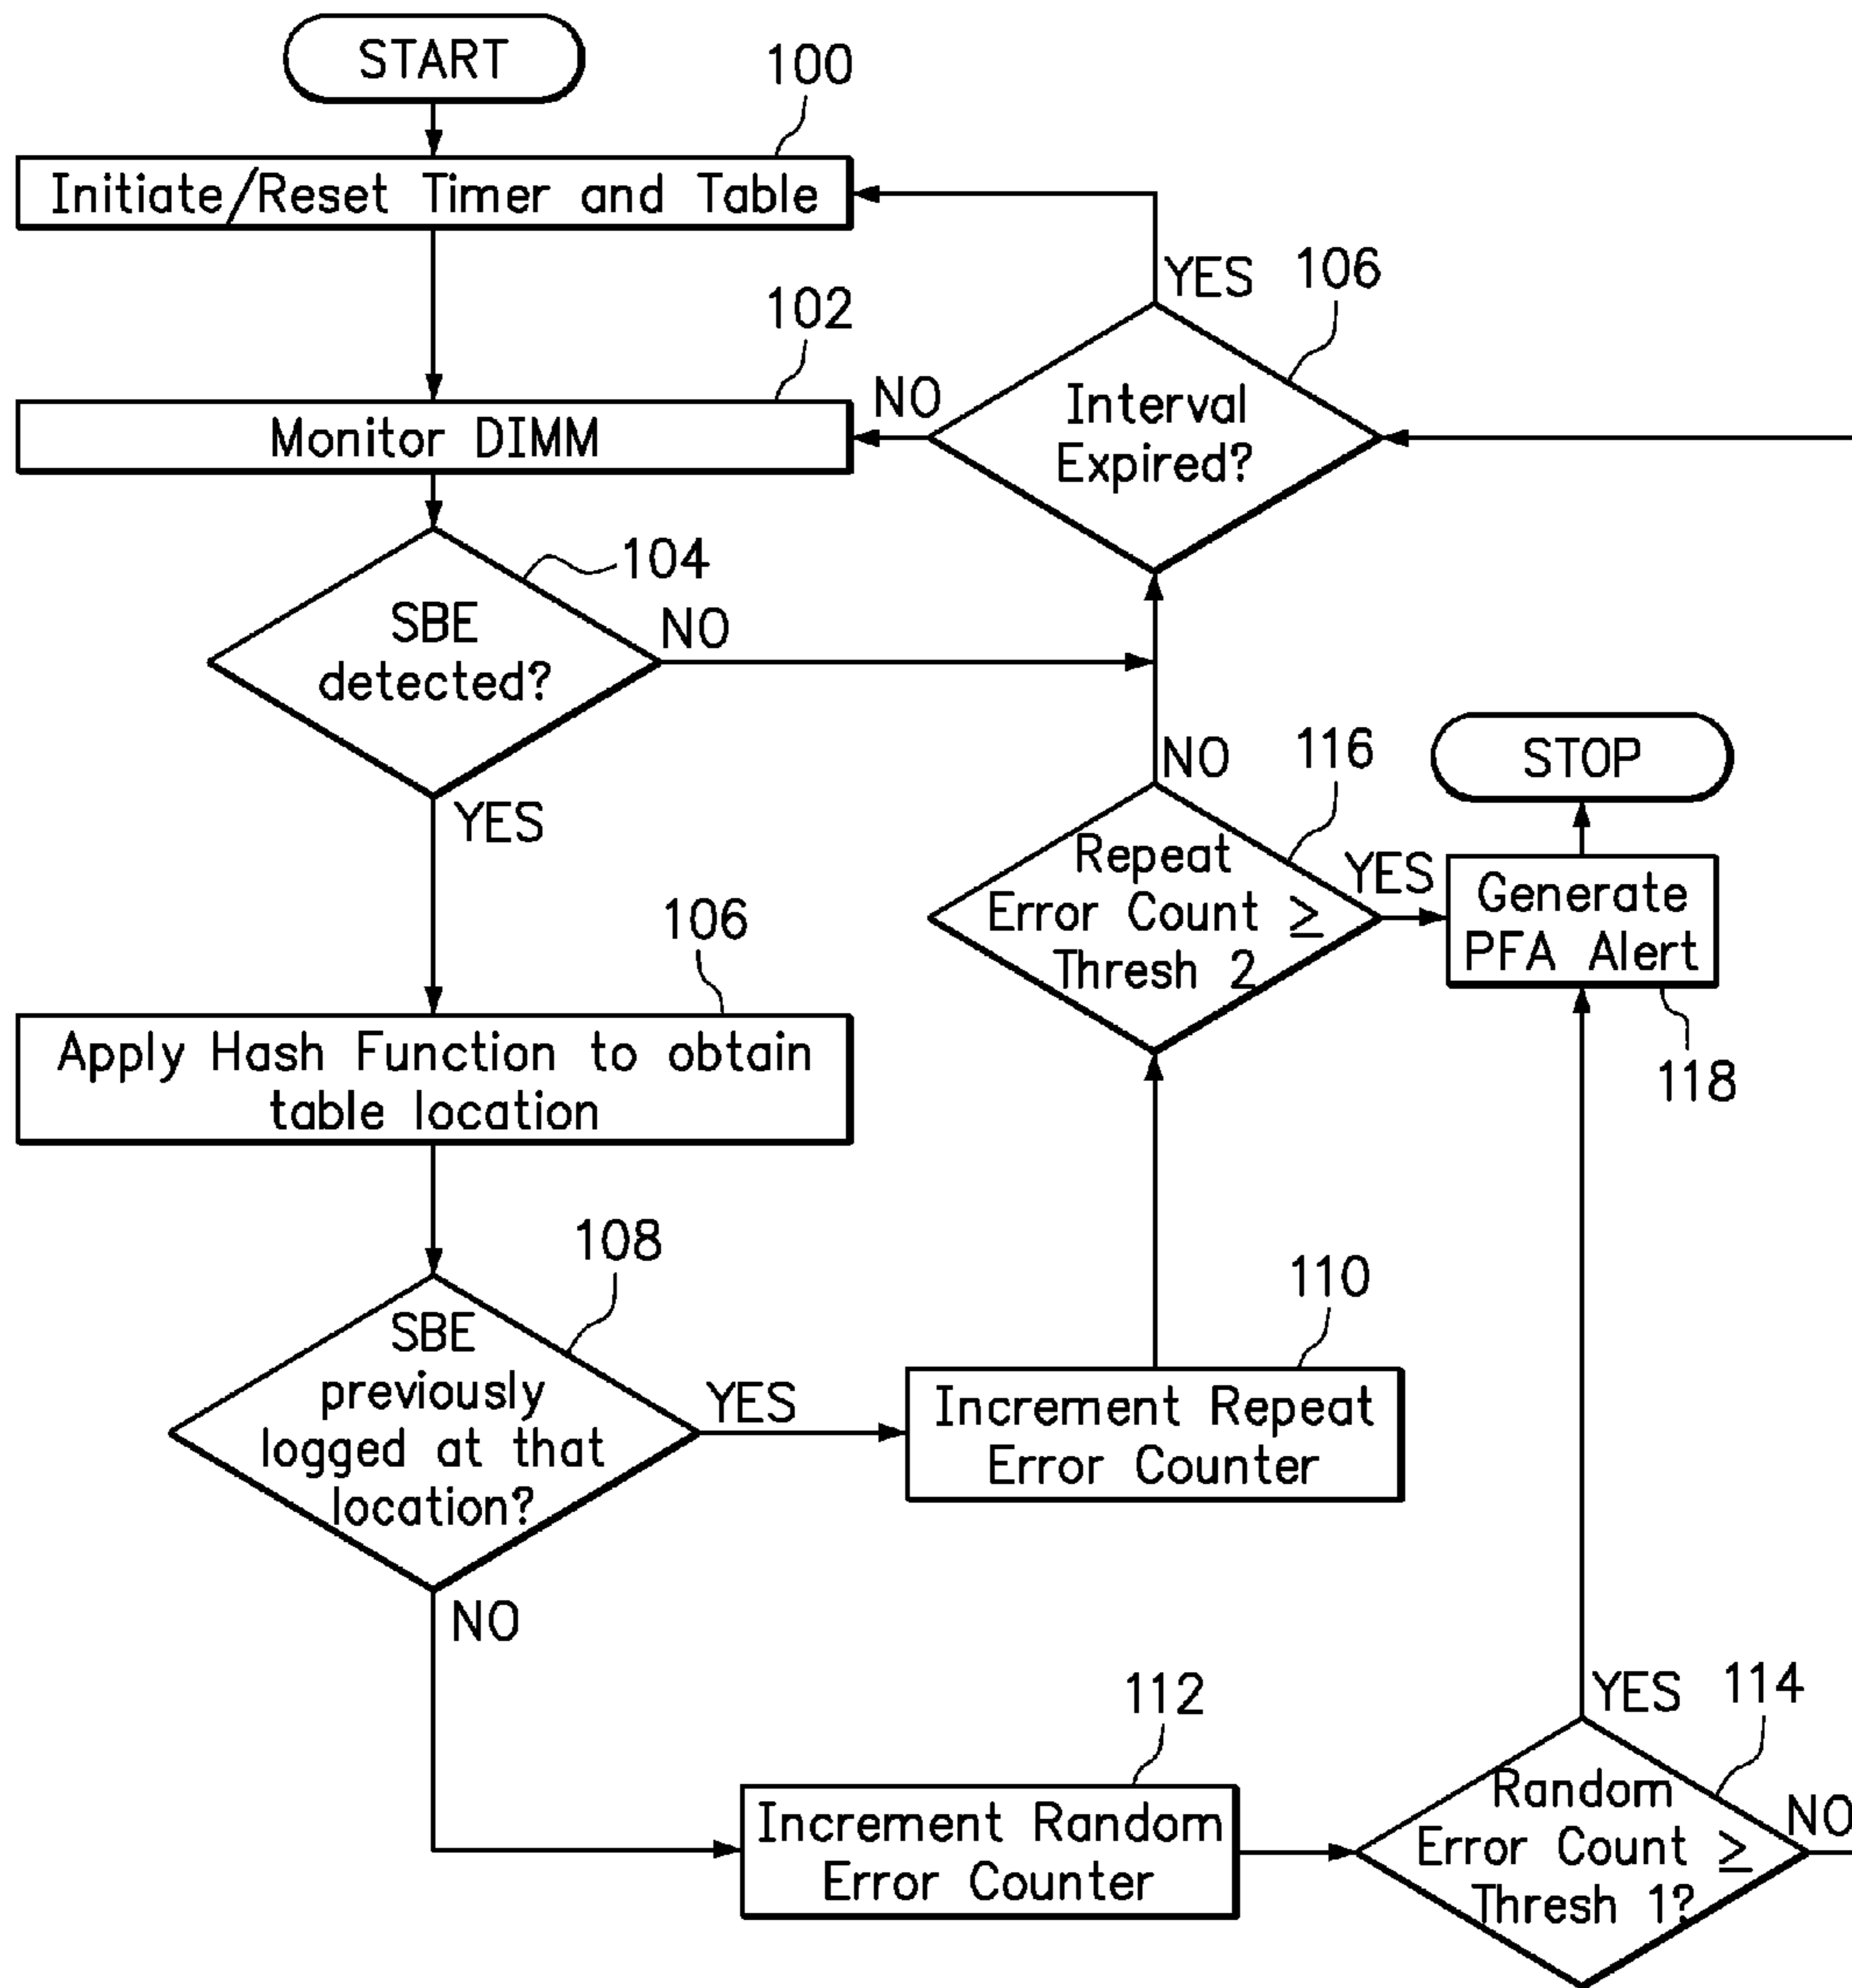 START
100
Initiate/Reset Timer and Table
YES
106
102
NO
Interval
Expired?
Monitor DIMM
104
SBE
detected?
NO
YES
NO
116
STOP
Repeat
Error Count ≥
Thresh 2
YES
Generate
PFA Alert
118
106
Apply Hash Function to obtain
table location
108
SBE
previously
logged at that
location?
YES
110
Increment Repeat
Error Counter
NO
112
Increment Random
Error Counter
YES
114
Random
Error Count ≥
Thresh 1?
NO